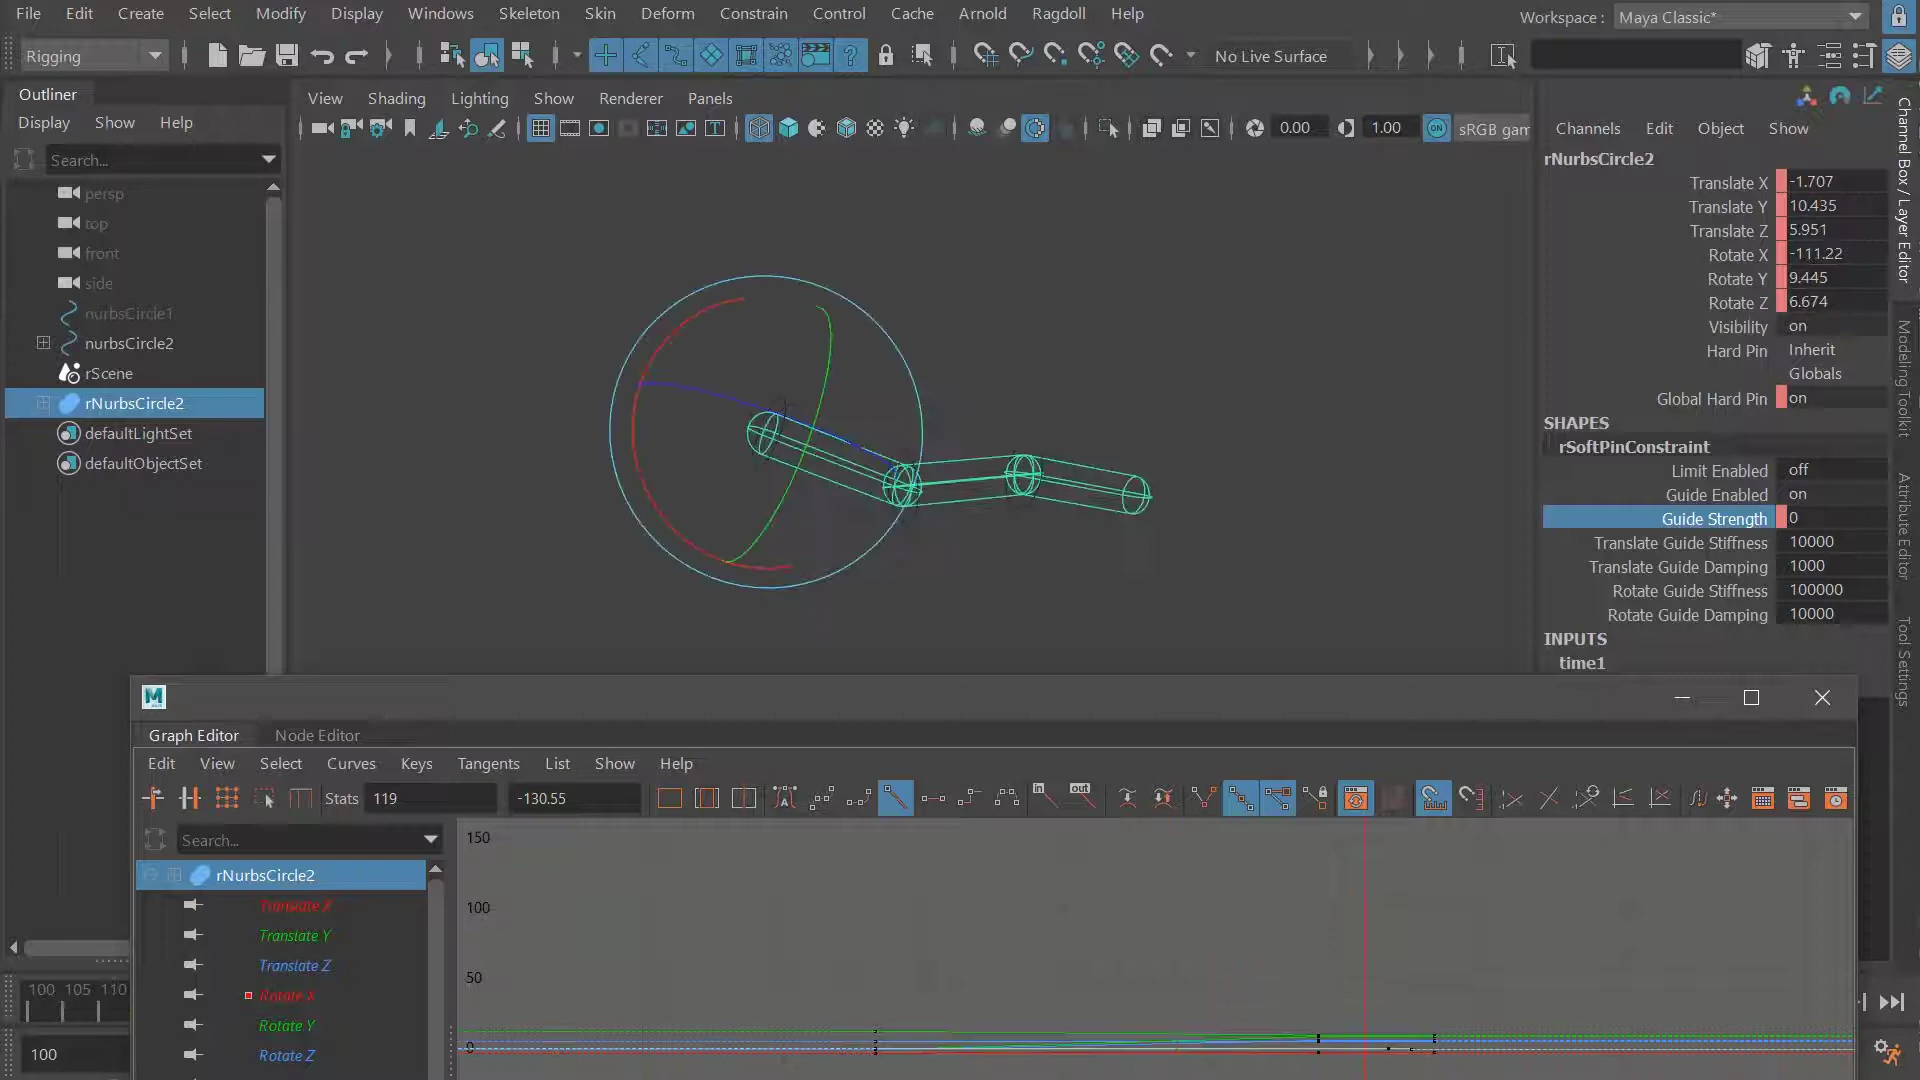 File Edit Create Select Modify Display Windows Skeleton Skin Deform Constrain Control Cache Arnold Ragdoll Help
Workspace : Maya Classic*
Rigging
No Live Surface
Outliner
Display Show Help
Search...
persp
top
front
side
nurbsCircle1
nurbsCircle2
rScene
rNurbsCircle2
defaultLightSet
defaultObjectSet
View Shading Lighting Show Renderer Panels
0.00 1.00 ON sRGB gam
Channels Edit Object Show
rNurbsCircle2
Translate X -1.707
Translate Y 10.435
Translate Z 5.951
Rotate X -111.22
Rotate Y 9.445
Rotate Z 6.674
Visibility on
Hard Pin Inherit
Globals
Global Hard Pin on
SHAPES
rSoftPinConstraint
Limit Enabled off
Guide Enabled on
Guide Strength 0
Translate Guide Stiffness 10000
Translate Guide Damping 1000
Rotate Guide Stiffness 100000
Rotate Guide Damping 10000
INPUTS
time1
Channel Box / Layer Editor
Modeling Toolkit
Attribute Editor
Tool Settings
M
Graph Editor Node Editor
Edit View Select Curves Keys Tangents List Show Help
Stats 119 -130.55
in out
Search...
rNurbsCircle2
Translate X
Translate Y
Translate Z
Rotate X
Rotate Y
Rotate Z
150
100
50
0
100 105 110
100